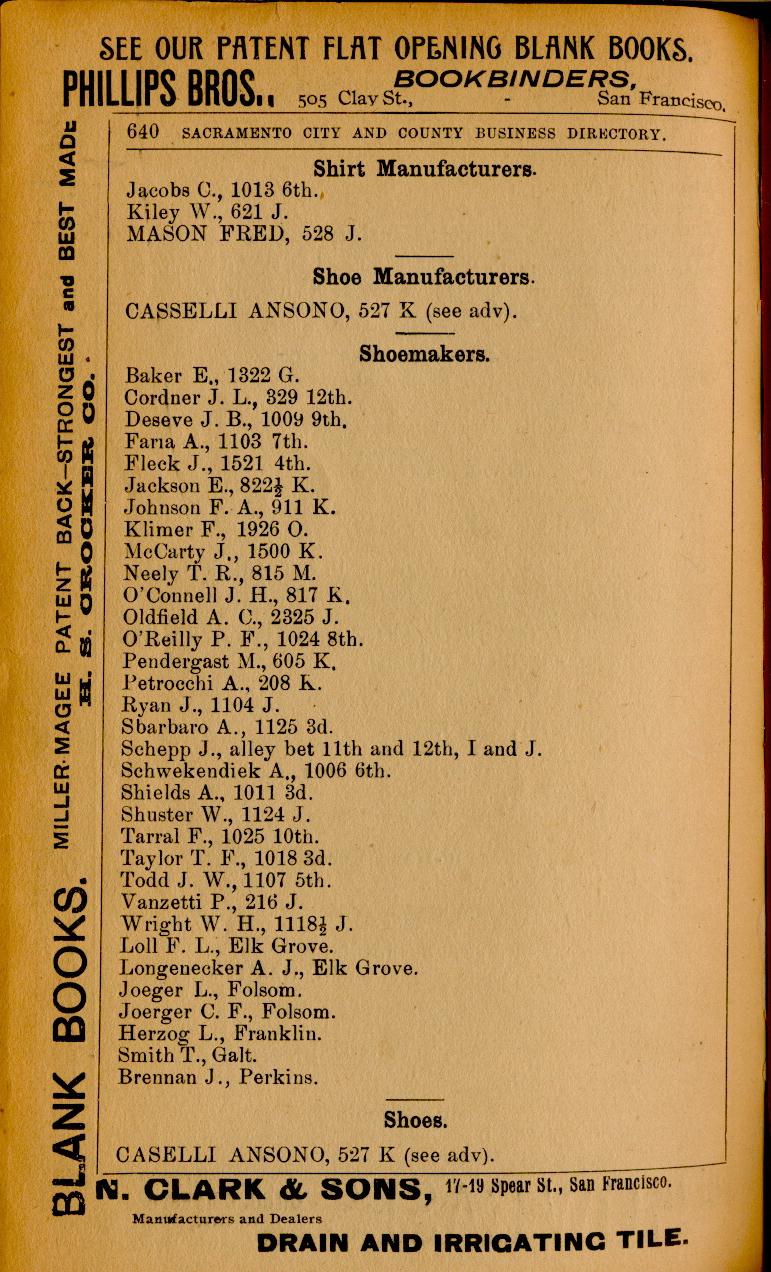 SEE OUR PATENT FLAT OPENING BLANK BOOKS.
PHILLIPS BROS., BOOKBINDERS,
505 Clay St., - San Francisco.
640 SACRAMENTO CITY AND COUNTY BUSINESS DIRECTORY.
Shirt Manufacturers.
Jacobs C., 1013 6th.
Kiley W., 621 J.
MASON FRED, 528 J.
Shoe Manufacturers.
CASSELLI ANSONO, 527 K (see adv).
Shoemakers.
Baker E., 1322 G.
Cordner J. L., 329 12th.
Deseve J. B., 1009 9th.
Faria A., 1103 7th.
Fleck J., 1521 4th.
Jackson E., 822½ K.
Johnson F. A., 911 K.
Klimer F., 1926 O.
McCarty J., 1500 K.
Neely T. R., 815 M.
O'Connell J. H., 817 K.
Oldfield A. C., 2325 J.
O'Reilly P. F., 1024 8th.
Pendergast M., 605 K.
Petrocchi A., 208 K.
Ryan J., 1104 J.
Sbarbaro A., 1125 3d.
Schepp J., alley bet 11th and 12th, I and J.
Schwekendiek A., 1006 6th.
Shields A., 1011 3d.
Shuster W., 1124 J.
Tarral F., 1025 10th.
Taylor T. F., 1018 3d.
Todd J. W., 1107 5th.
Vanzetti P., 216 J.
Wright W. H., 1118½ J.
Loll F. L., Elk Grove.
Longenecker A. J., Elk Grove.
Joeger L., Folsom.
Joerger C. F., Folsom.
Herzog L., Franklin.
Smith T., Galt.
Brennan J., Perkins.
Shoes.
CASELLI ANSONO, 527 K (see adv).
BLANK BOOKS. MILLER-MAGEE PATENT BACK—STRONGEST and BEST MADE
H. S. CROCKER CO.
N. CLARK & SONS, 17-19 Spear St., San Francisco.
Manufacturers and Dealers
DRAIN AND IRRIGATING TILE.